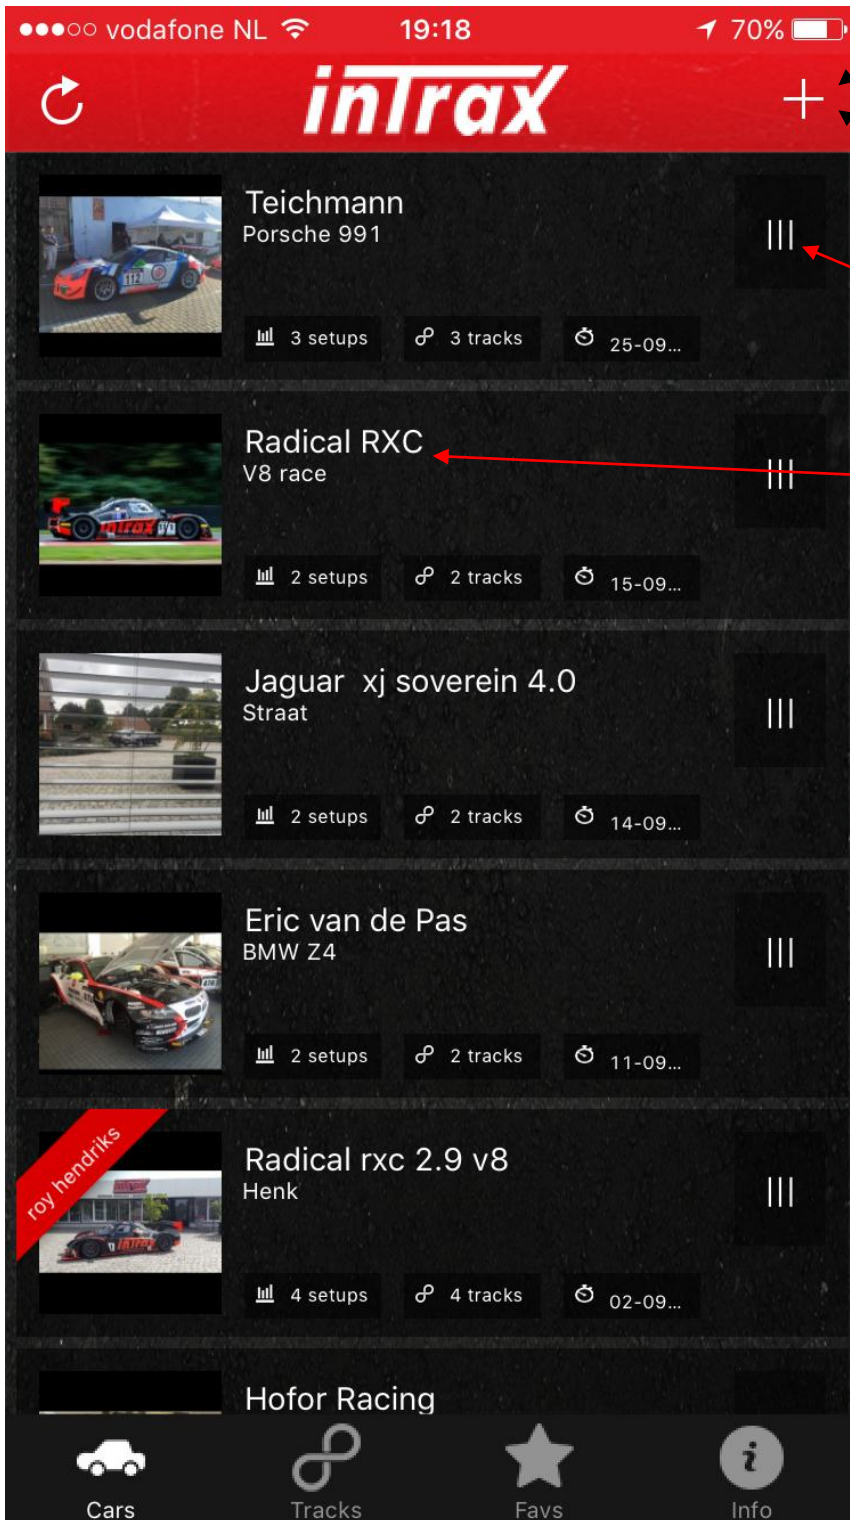 vodafone NL 19:18 70%
inTrax
Teichmann
Porsche 991
3 setups 3 tracks 25-09...
Radical RXC
V8 race
2 setups 2 tracks 15-09...
Jaguar xj soverein 4.0
Straat
2 setups 2 tracks 14-09...
Eric van de Pas
BMW Z4
2 setups 2 tracks 11-09...
roy hendriks
Radical rxc 2.9 v8
Henk
4 setups 4 tracks 02-09...
Hofor Racing
Cars Tracks Favs Info